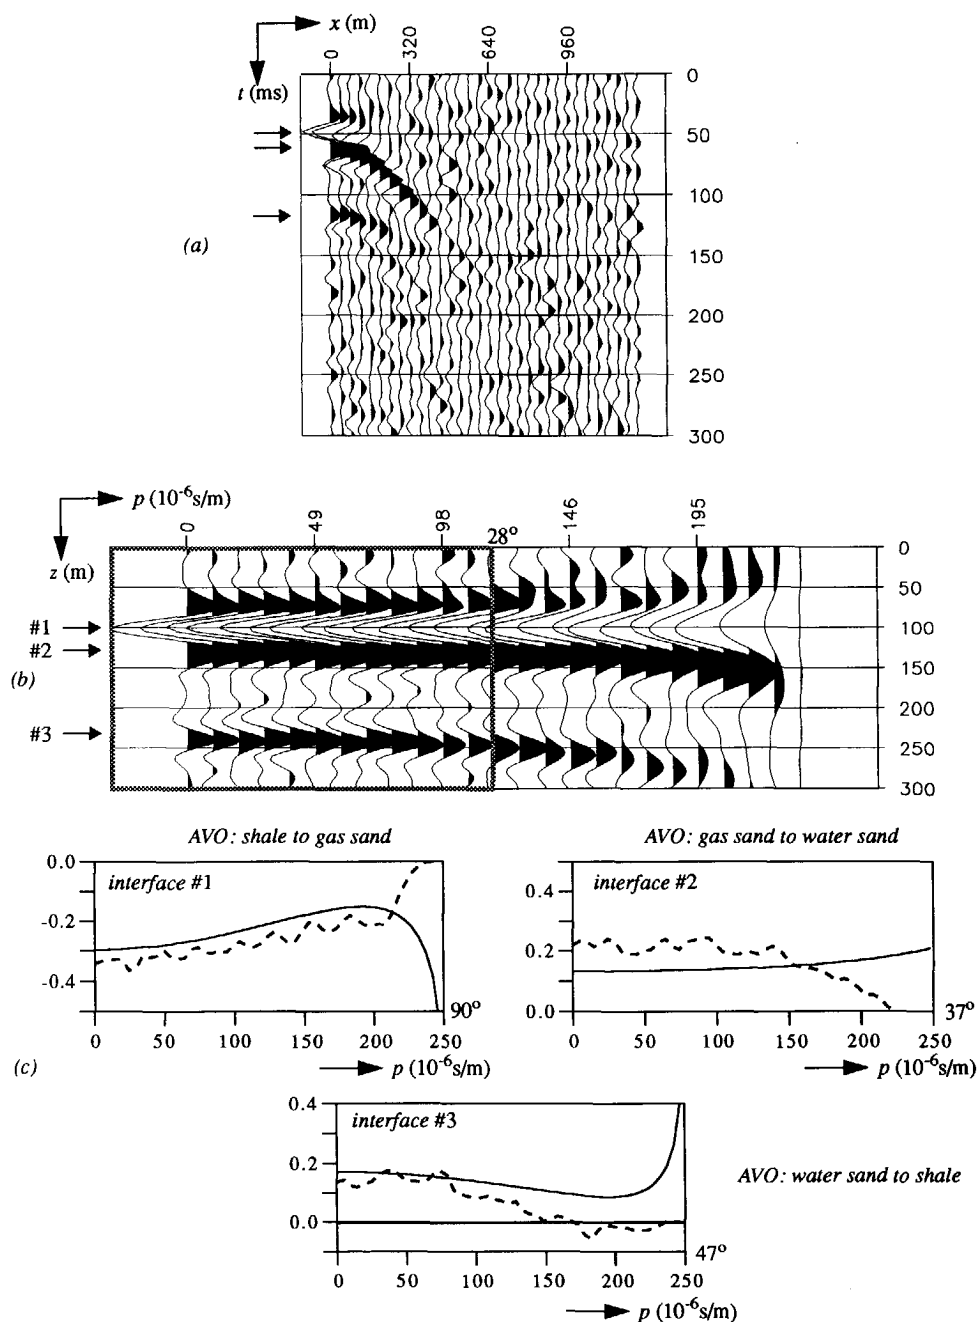 x (m)
0 320 640 960
t (ms)
0
50
100
150
200
250
300
(a)
p (10⁻⁶s/m)
0 49 98 146 195
28°
z (m)
0
50
100
150
200
250
300
#1
#2
#3
(b)
AVO: shale to gas sand
interface #1
0.0
-0.2
-0.4
90°
0 50 100 150 200 250
p (10⁻⁶s/m)
AVO: gas sand to water sand
interface #2
0.4
0.2
0.0
37°
0 50 100 150 200 250
p (10⁻⁶s/m)
(c)
interface #3
0.4
0.2
0.0
AVO: water sand to shale
47°
0 50 100 150 200 250
p (10⁻⁶s/m)